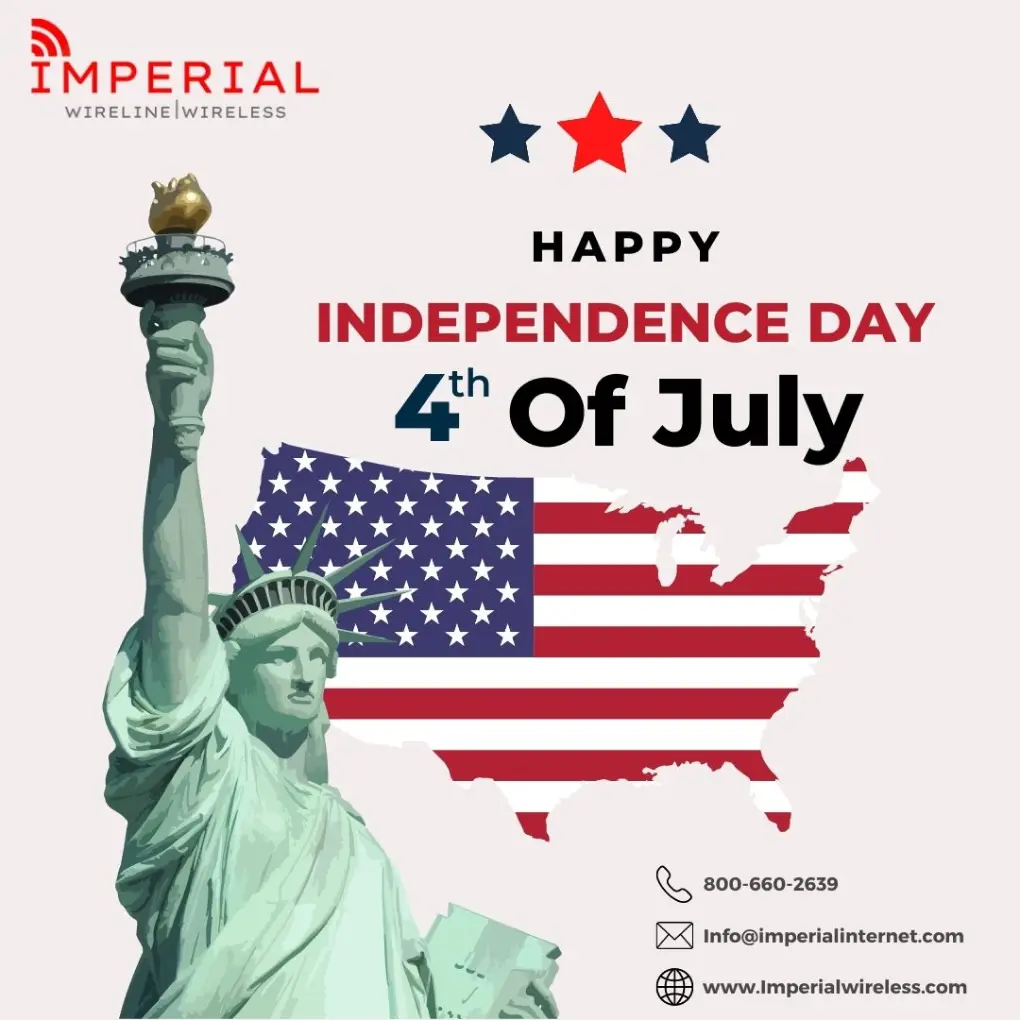 IMPERIAL
WIRELINE|WIRELESS
HAPPY
INDEPENDENCE DAY
4th Of July
800-660-2639
Info@imperialinternet.com
www.Imperialwireless.com